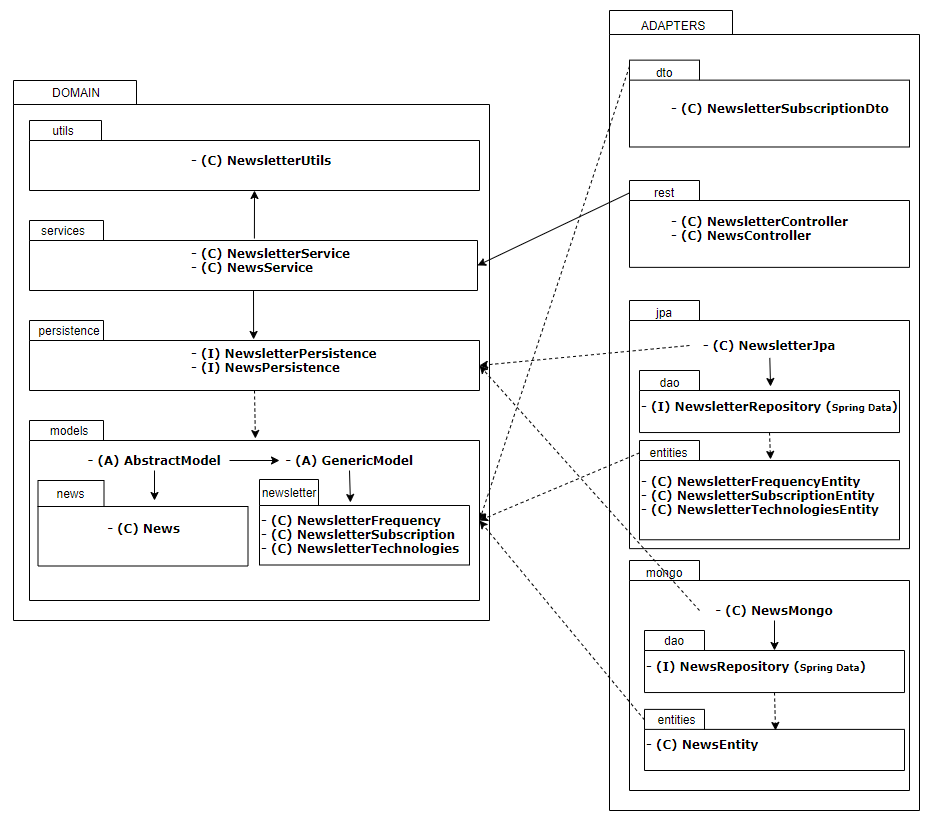 DOMAIN
utils
- (C) NewsletterUtils
services
- (C) NewsletterService
- (C) NewsService
persistence
- (I) NewsletterPersistence
- (I) NewsPersistence
models
- (A) AbstractModel
- (A) GenericModel
news
- (C) News
newsletter
- (C) NewsletterFrequency
- (C) NewsletterSubscription
- (C) NewsletterTechnologies
ADAPTERS
dto
- (C) NewsletterSubscriptionDto
rest
- (C) NewsletterController
- (C) NewsController
jpa
- (C) NewsletterJpa
dao
- (I) NewsletterRepository (Spring Data)
entities
- (C) NewsletterFrequencyEntity
- (C) NewsletterSubscriptionEntity
- (C) NewsletterTechnologiesEntity
mongo
- (C) NewsMongo
dao
- (I) NewsRepository (Spring Data)
entities
- (C) NewsEntity